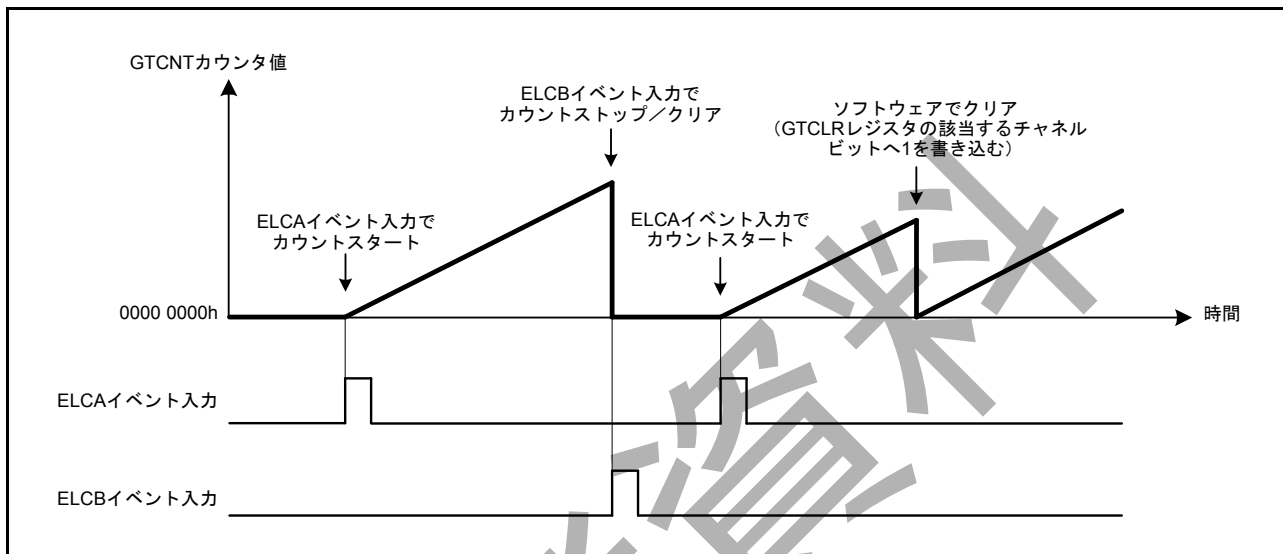 GTCNTカウンタ値
ELCBイベント入力で
カウントストップ／クリア
ソフトウェアでクリア
（GTCLRレジスタの該当するチャネル
ビットへ1を書き込む）
ELCAイベント入力で
カウントスタート
ELCAイベント入力で
カウントスタート
0000 0000h
時間
ELCAイベント入力
ELCBイベント入力
資料